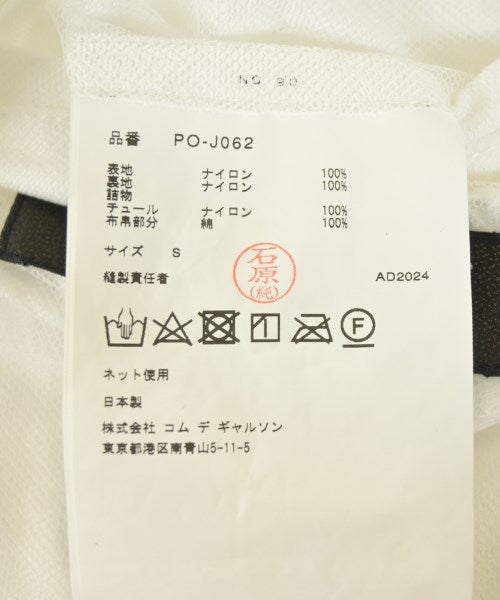 NO 90
品番 PO-J062
表地 ナイロン 100%
裏地 ナイロン 100%
詰物
チュール ナイロン 100%
布帛部分 綿 100%
サイズ S
縫製責任者 石原(純) AD2024
F
ネット使用
日本製
株式会社 コム デ ギャルソン
東京都港区南青山5-11-5